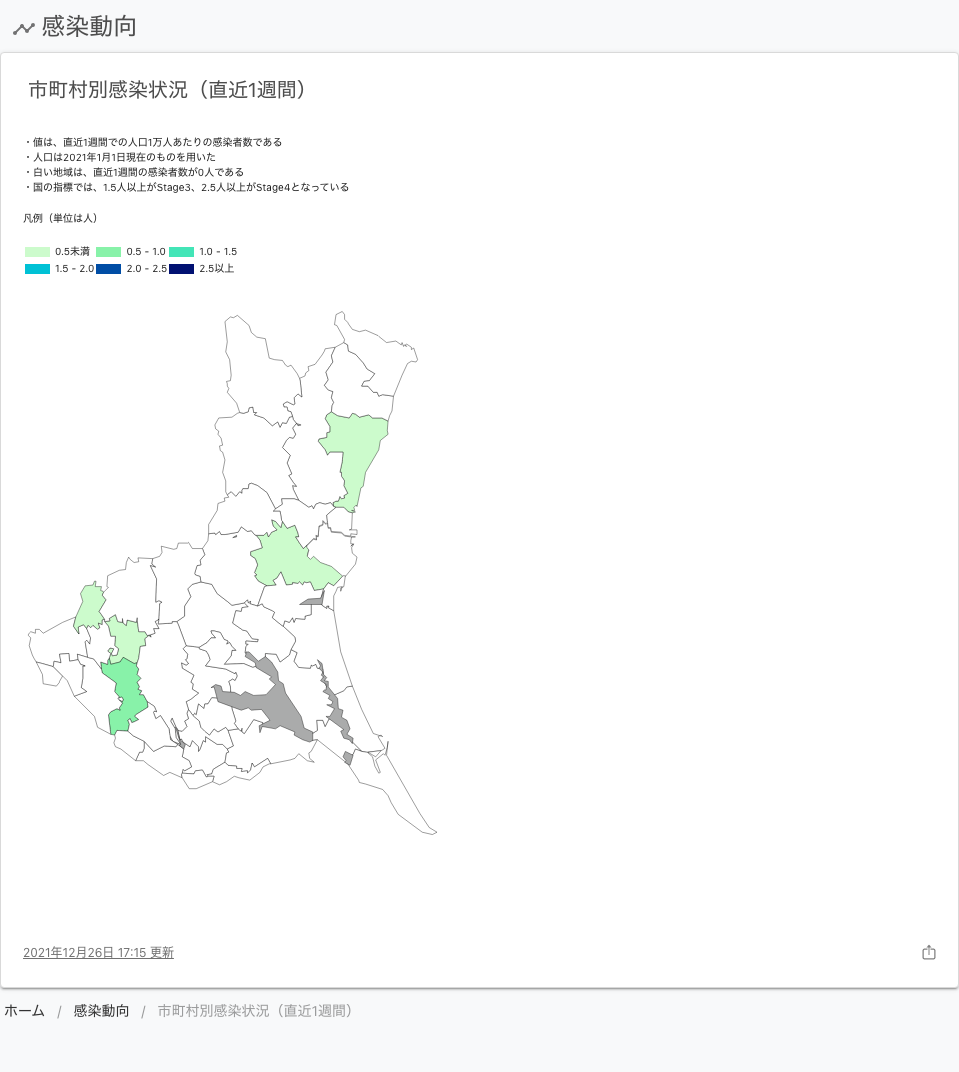 感染動向
市町村別感染状況（直近1週間）
・値は、直近1週間での人口1万人あたりの感染者数である
・人口は2021年1月1日現在のものを用いた
・白い地域は、直近1週間の感染者数が0人である
・国の指標では、1.5人以上がStage3、2.5人以上がStage4となっている
凡例（単位は人）
0.5未満 0.5 - 1.0 1.0 - 1.5
1.5 - 2.0 2.0 - 2.5 2.5以上
2021年12月26日 17:15 更新
ホーム / 感染動向 / 市町村別感染状況（直近1週間）